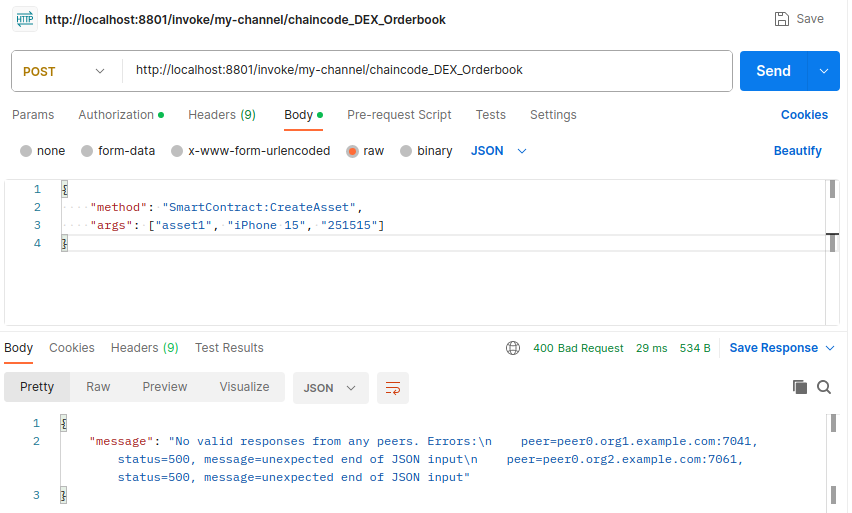 HTTP http://localhost:8801/invoke/my-channel/chaincode_DEX_Orderbook Save
POST http://localhost:8801/invoke/my-channel/chaincode_DEX_Orderbook Send
Params Authorization Headers (9) Body Pre-request Script Tests Settings Cookies
none form-data x-www-form-urlencoded raw binary JSON Beautify
1 {
2 ····"method":·"SmartContract:CreateAsset",
3 ····"args":·["asset1",·"iPhone·15",·"251515"]
4 }
Body Cookies Headers (9) Test Results 400 Bad Request 29 ms 534 B Save Response
Pretty Raw Preview Visualize JSON
1 {
2 "message": "No valid responses from any peers. Errors:\n    peer=peer0.org1.example.com:7041,
status=500, message=unexpected end of JSON input\n    peer=peer0.org2.example.com:7061,
status=500, message=unexpected end of JSON input"
3 }